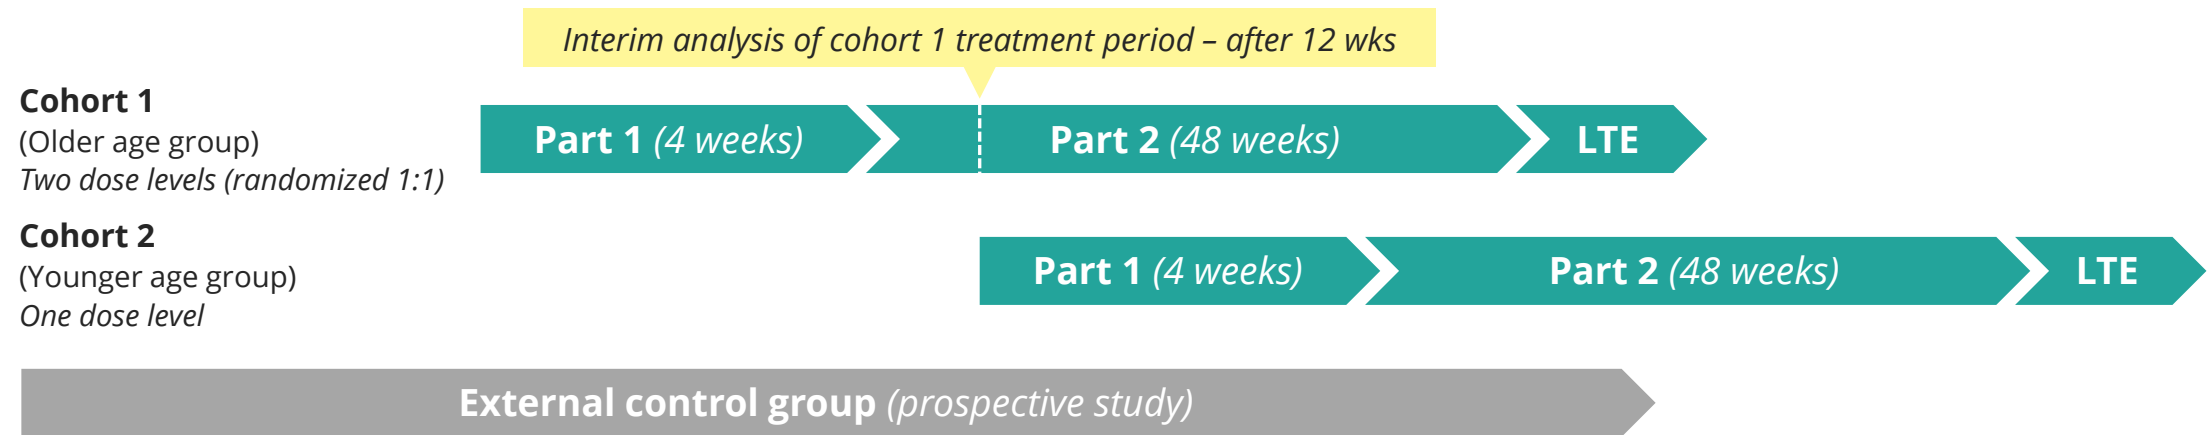 Interim analysis of cohort 1 treatment period – after 12 wks
Cohort 1
(Older age group)
Two dose levels (randomized 1:1)
Part 1 (4 weeks)
Part 2 (48 weeks)
LTE
Cohort 2
(Younger age group)
One dose level
Part 1 (4 weeks)
Part 2 (48 weeks)
LTE
External control group (prospective study)